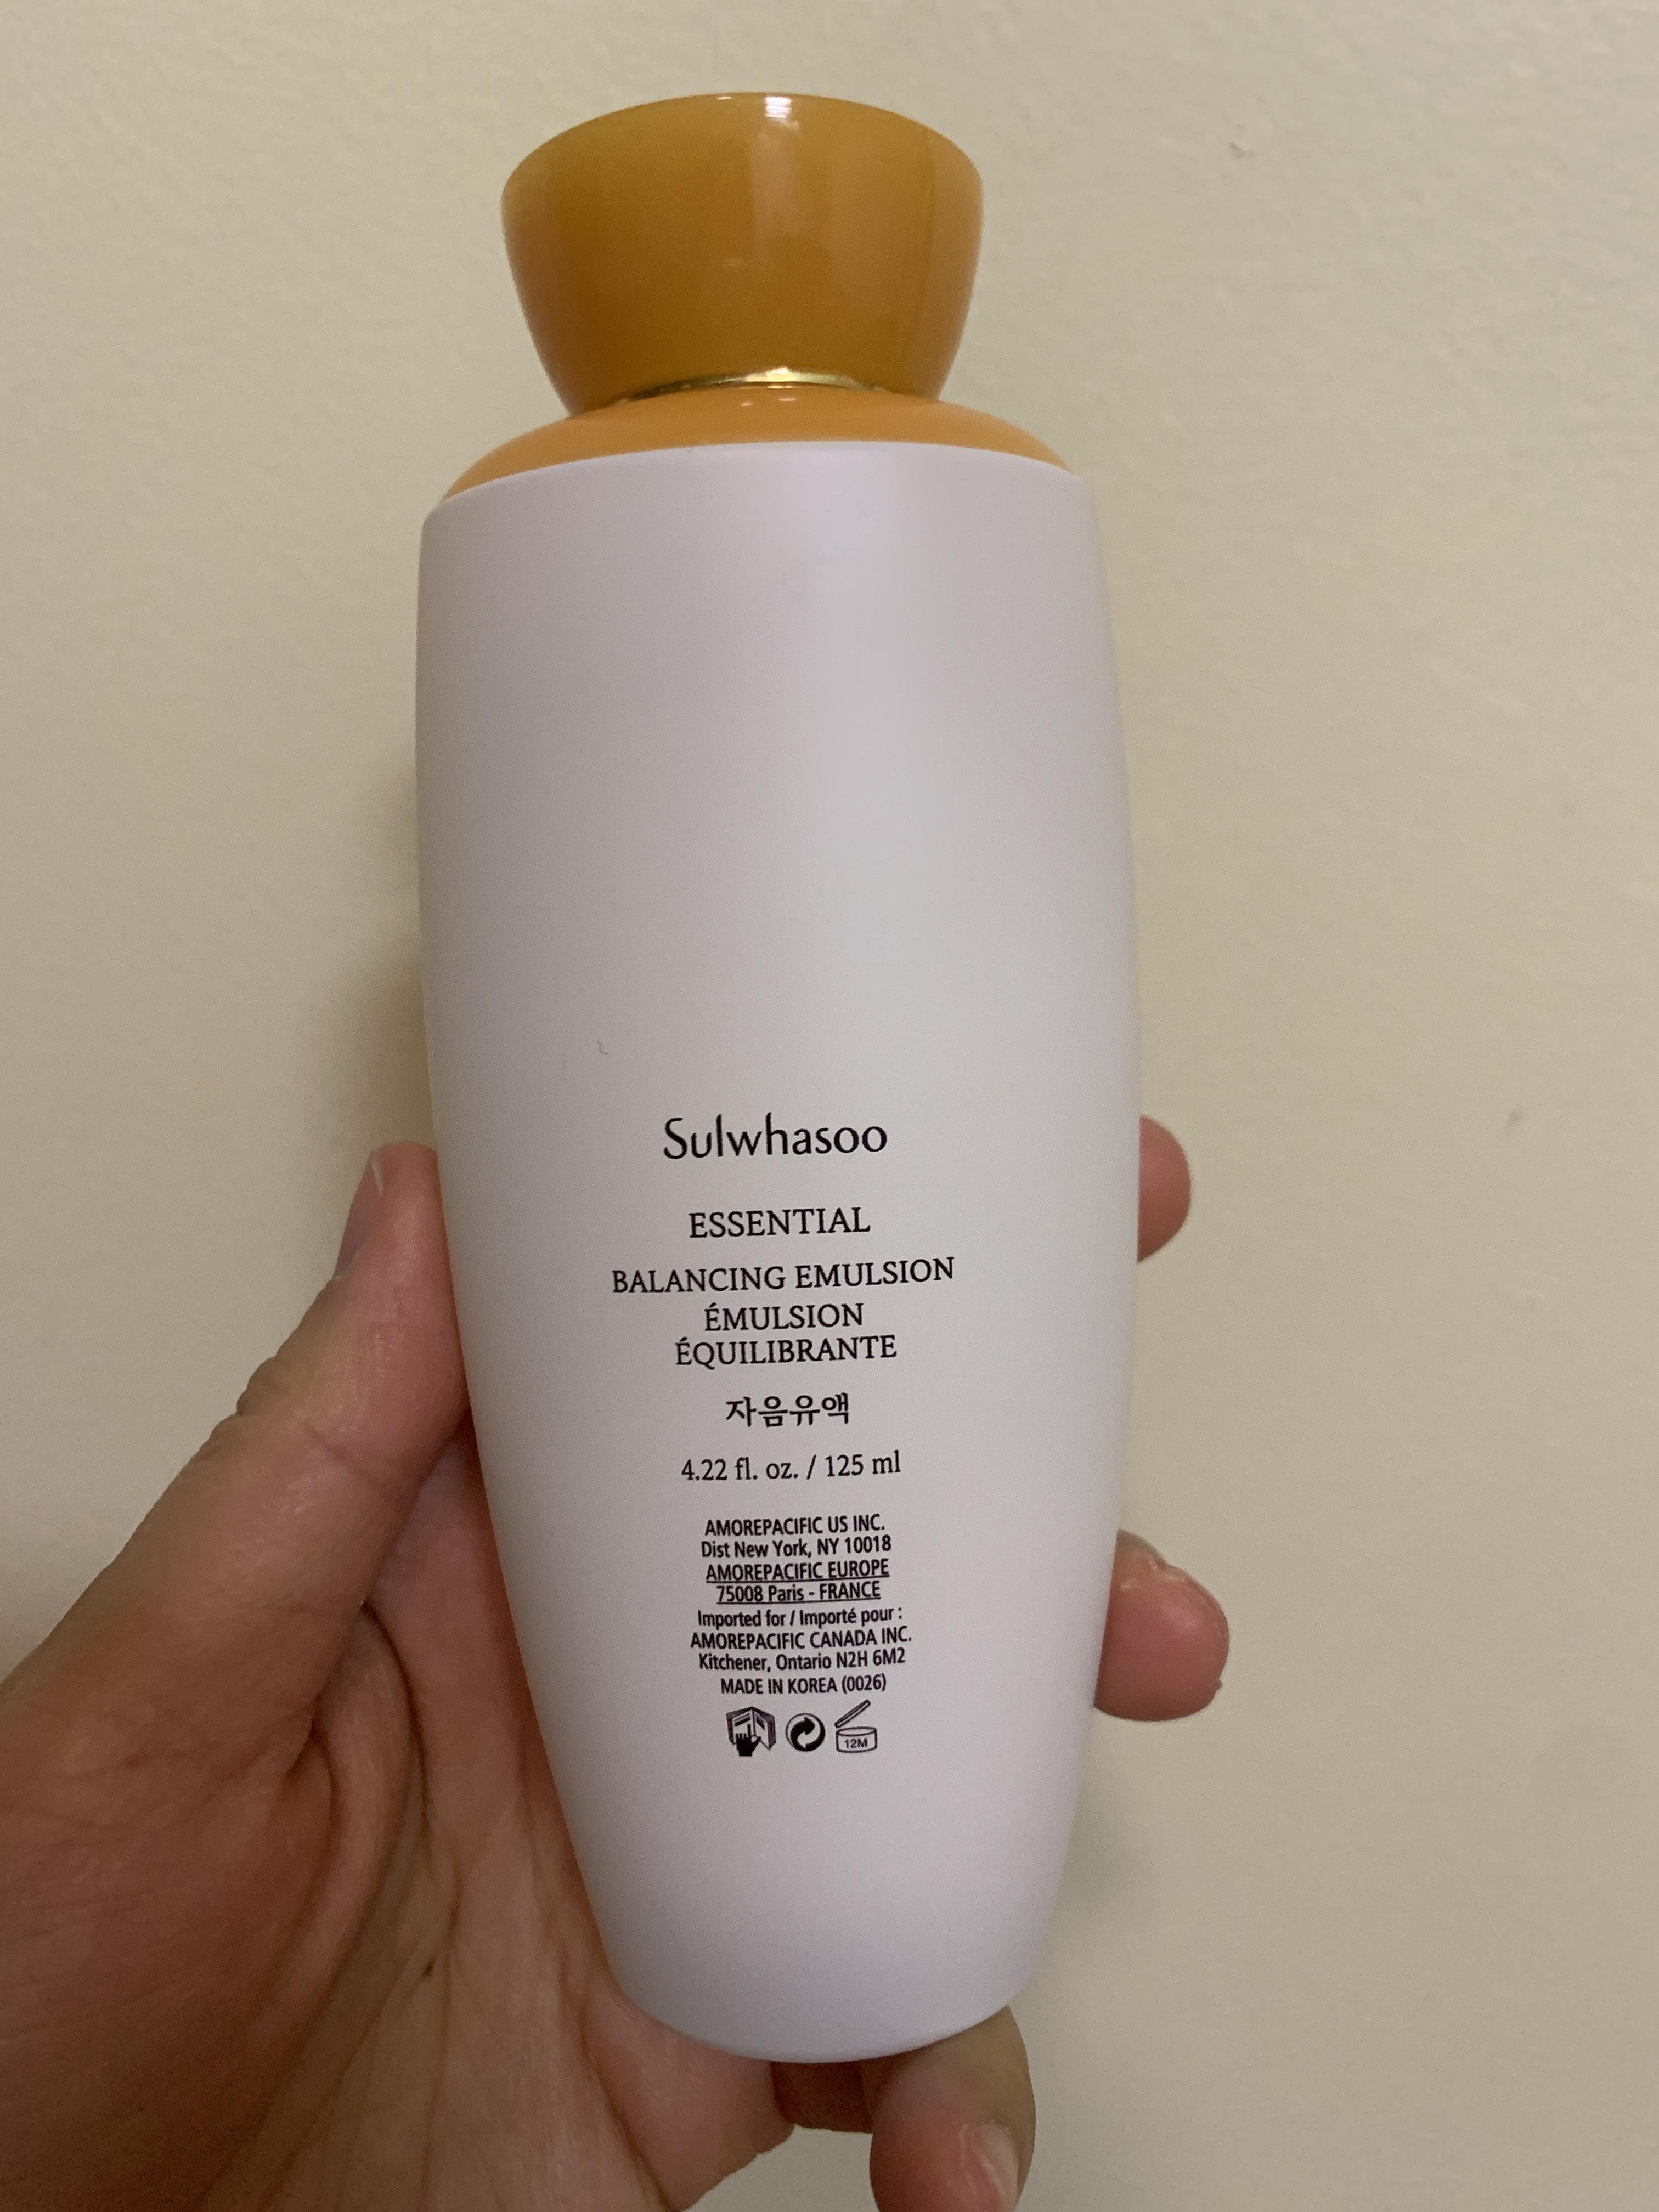 Sulwhasoo
ESSENTIAL
BALANCING EMULSION
ÉMULSION
ÉQUILIBRANTE
자음유액
4.22 fl. oz. / 125 ml
AMOREPACIFIC US INC.
Dist New York, NY 10018
AMOREPACIFIC EUROPE
75008 Paris - FRANCE
Imported for / Importé pour :
AMOREPACIFIC CANADA INC.
Kitchener, Ontario N2H 6M2
MADE IN KOREA (0026)
12M